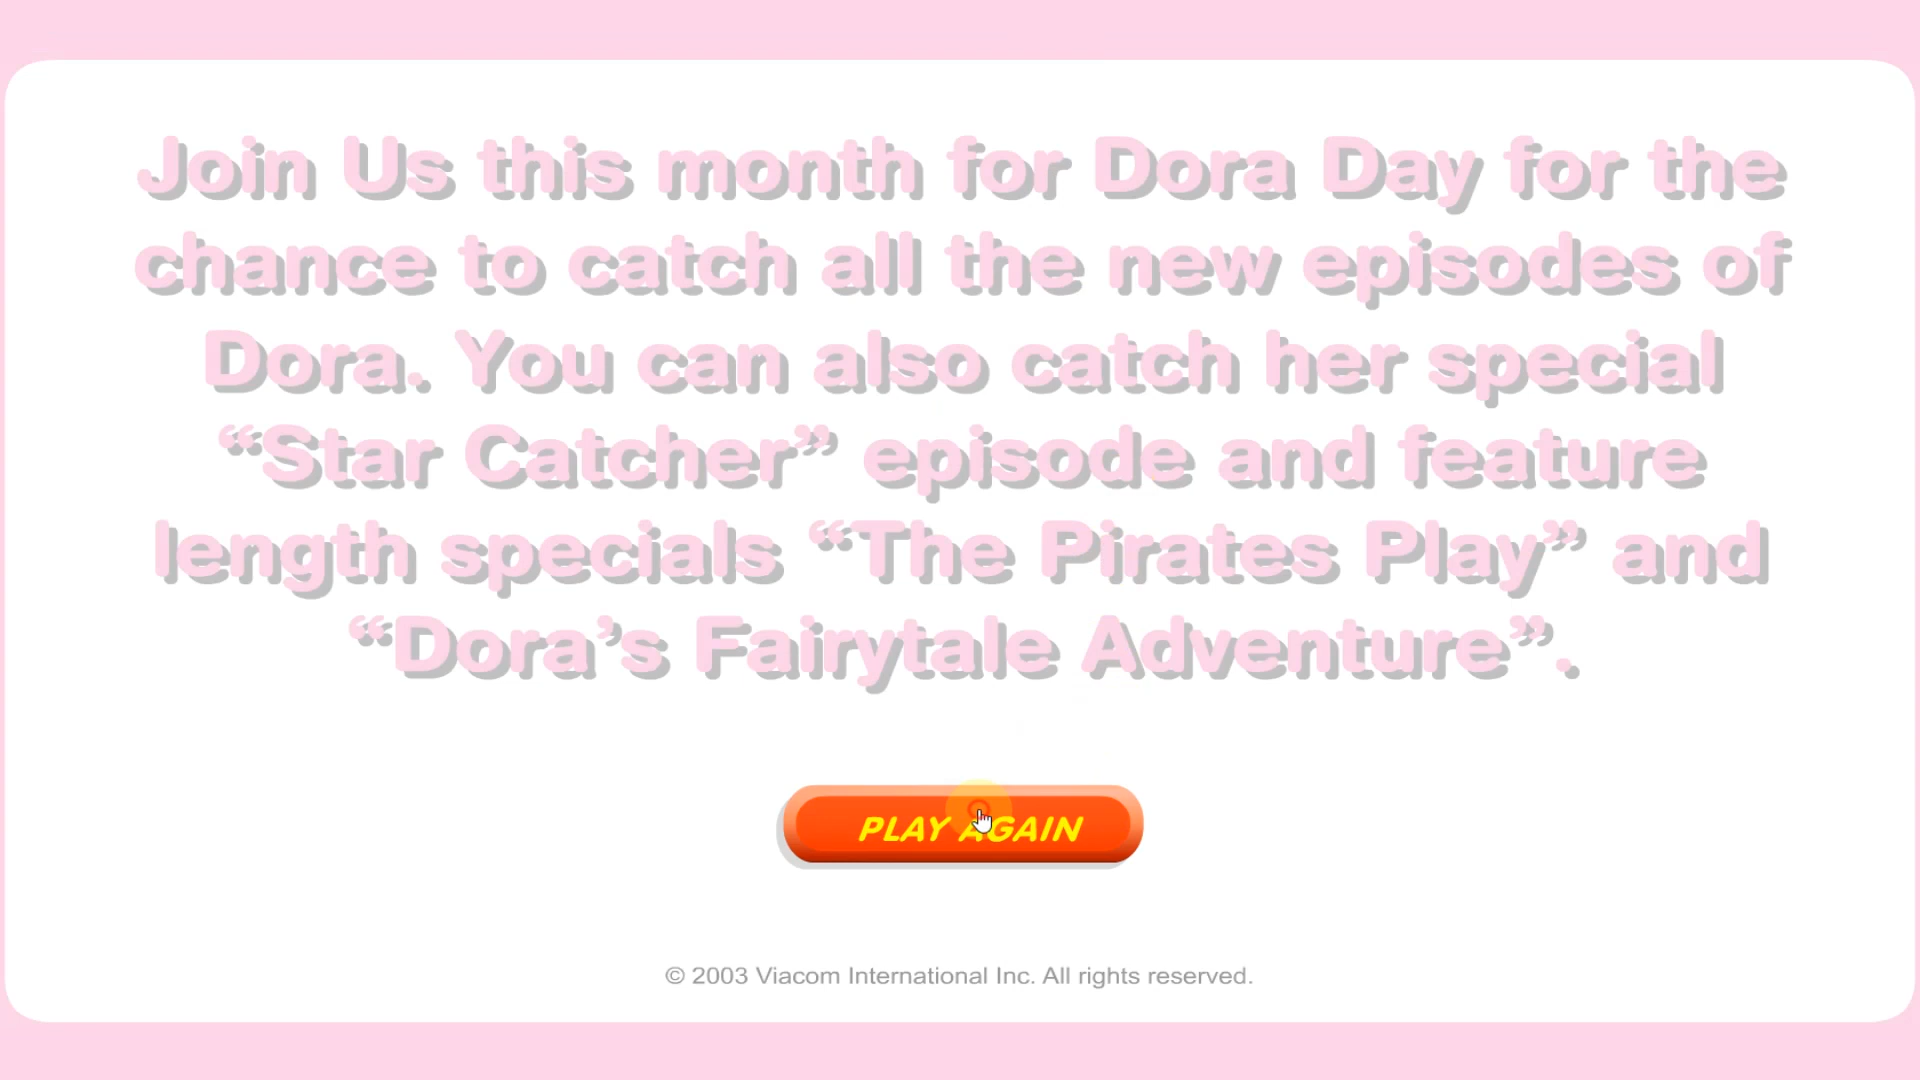 Join Us this month for Dora Day for the
chance to catch all the new episodes of
Dora. You can also catch her special
“Star Catcher” episode and feature
length specials “The Pirates Play” and
“Dora’s Fairytale Adventure”.
PLAY AGAIN
© 2003 Viacom International Inc. All rights reserved.